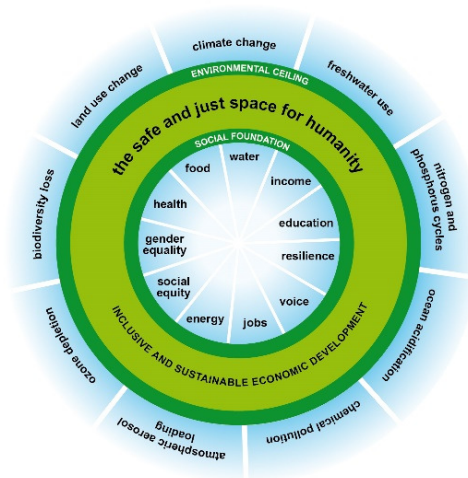 climate change
freshwater use
nitrogen and
phosphorus cycles
ocean acidification
chemical pollution
atmospheric aerosol
loading
ozone depletion
biodiversity loss
land use change
ENVIRONMENTAL CEILING
the safe and just space for humanity
SOCIAL FOUNDATION
water
income
education
resilience
voice
jobs
energy
social
equity
gender
equality
health
food
INCLUSIVE AND SUSTAINABLE ECONOMIC DEVELOPMENT